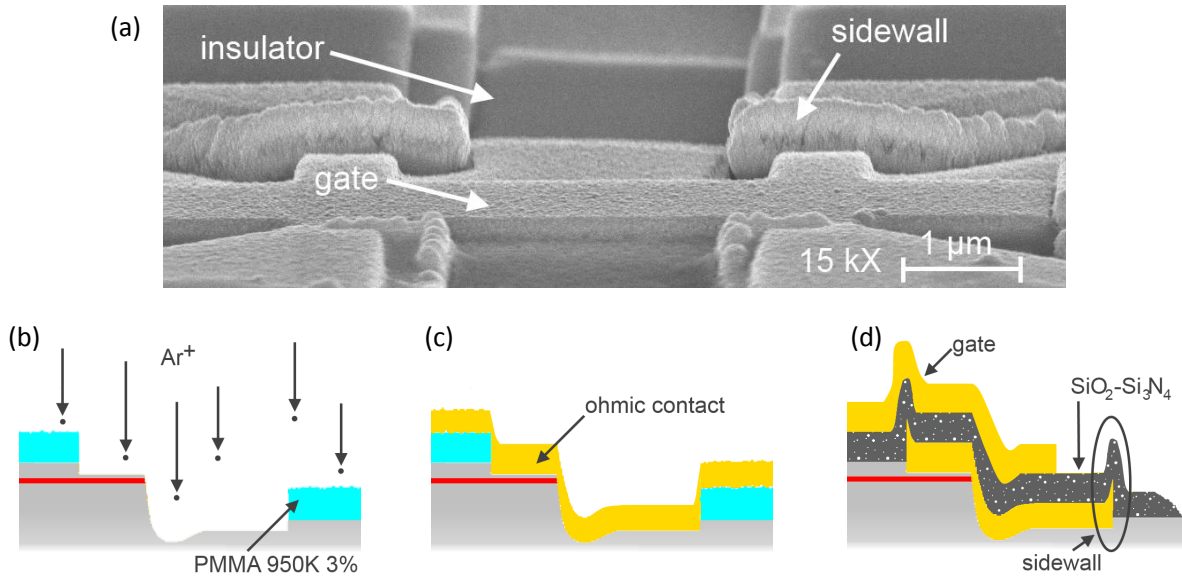 (a)
insulator
sidewall
gate
15 kX
1 µm
(b)
Ar⁺
PMMA 950K 3%
(c)
ohmic contact
(d)
gate
SiO₂-Si₃N₄
sidewall